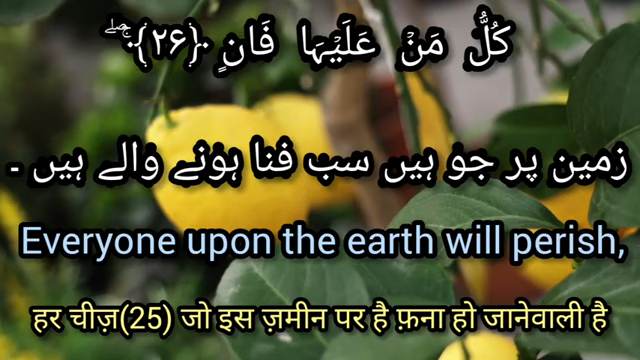 كُلُّ مَنۡ عَلَيۡهَا فَانٍ ۚۖ ﴿۲۶﴾
زمین پر جو ہیں سب فنا ہونے والے ہیں ۔
Everyone upon the earth will perish,
हर चीज़(25) जो इस ज़मीन पर है फ़ना हो जानेवाली है